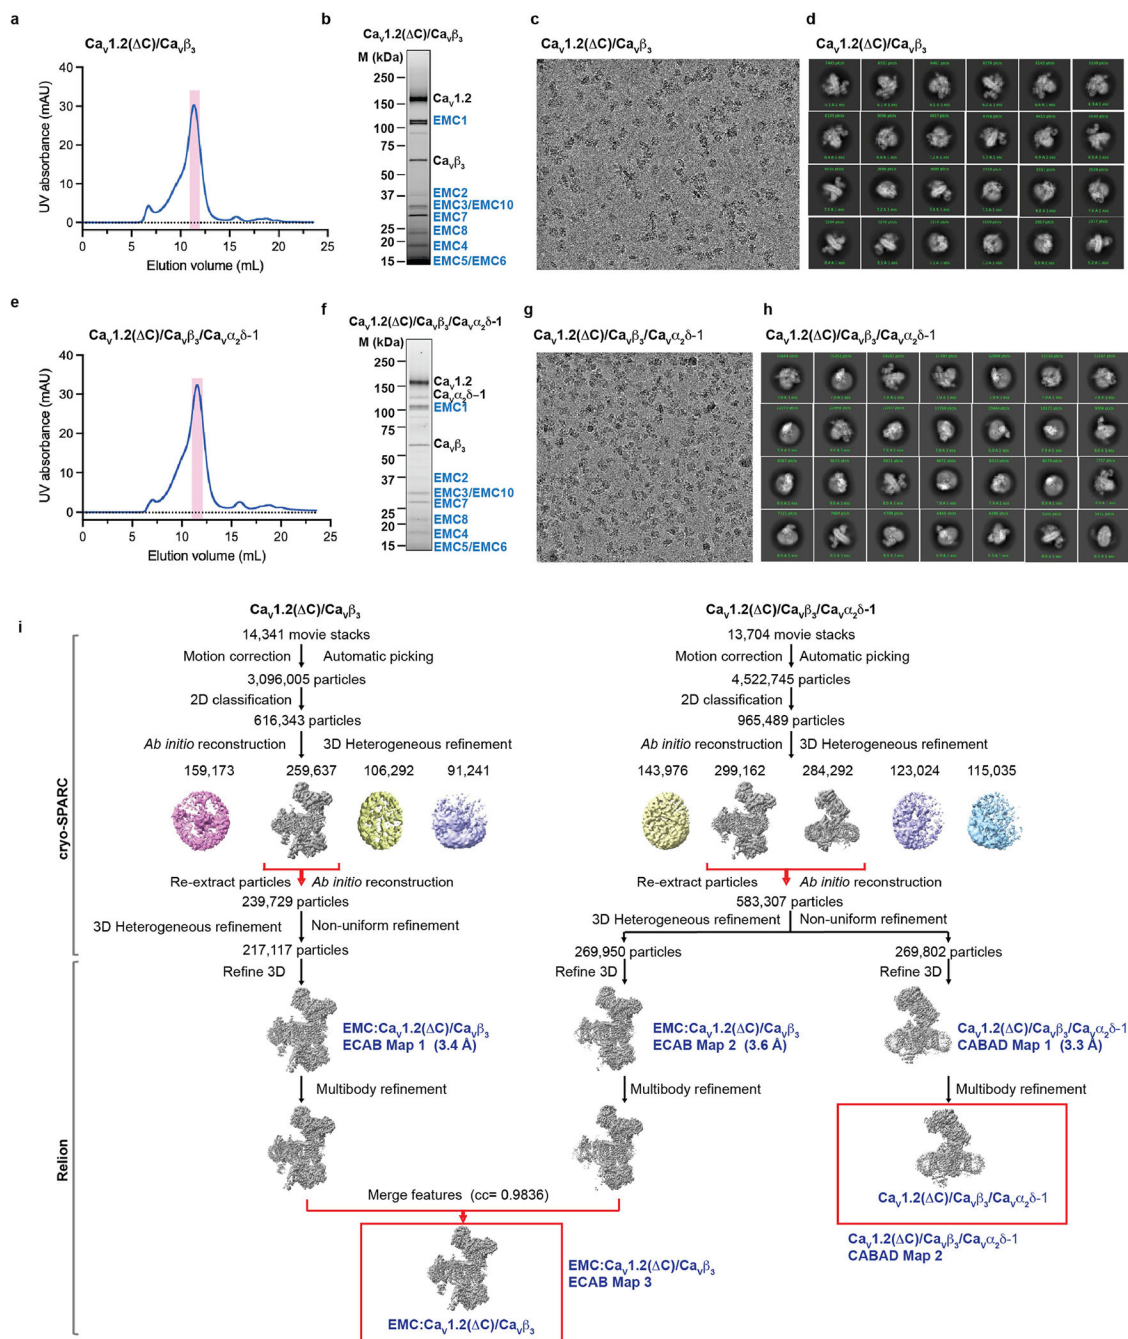 a
Cav1.2(ΔC)/Cavβ3
UV absorbance (mAU)
40
30
20
10
0
0 5 10 15 20 25
Elution volume (mL)
b
Cav1.2(ΔC)/Cavβ3
M (kDa)
250
150
100
75
50
37
25
20
15
Cav1.2
EMC1
Cavβ3
EMC2
EMC3/EMC10
EMC7
EMC8
EMC4
EMC5/EMC6
c
Cav1.2(ΔC)/Cavβ3
d
Cav1.2(ΔC)/Cavβ3
e
Cav1.2(ΔC)/Cavβ3/Cavα2δ-1
UV absorbance (mAU)
40
30
20
10
0
0 5 10 15 20 25
Elution volume (mL)
f
Cav1.2(ΔC)/Cavβ3/Cavα2δ-1
M (kDa)
250
150
100
75
50
37
25
20
15
Cav1.2
Cavα2δ-1
EMC1
Cavβ3
EMC2
EMC3/EMC10
EMC7
EMC8
EMC4
EMC5/EMC6
g
Cav1.2(ΔC)/Cavβ3/Cavα2δ-1
h
Cav1.2(ΔC)/Cavβ3/Cavα2δ-1
i
cryo-SPARC
Relion
Cav1.2(ΔC)/Cavβ3
14,341 movie stacks
Motion correction Automatic picking
3,096,005 particles
2D classification
616,343 particles
Ab initio reconstruction 3D Heterogeneous refinement
159,173 259,637 106,292 91,241
Re-extract particles Ab initio reconstruction
239,729 particles
3D Heterogeneous refinement Non-uniform refinement
217,117 particles
Refine 3D
EMC:Cav1.2(ΔC)/Cavβ3
ECAB Map 1 (3.4 Å)
Multibody refinement
Cav1.2(ΔC)/Cavβ3/Cavα2δ-1
13,704 movie stacks
Motion correction Automatic picking
4,522,745 particles
2D classification
965,489 particles
Ab initio reconstruction 3D Heterogeneous refinement
143,976 299,162 284,292 123,024 115,035
Re-extract particles Ab initio reconstruction
583,307 particles
3D Heterogeneous refinement Non-uniform refinement
269,950 particles 269,802 particles
Refine 3D Refine 3D
EMC:Cav1.2(ΔC)/Cavβ3
ECAB Map 2 (3.6 Å)
Cav1.2(ΔC)/Cavβ3/Cavα2δ-1
CABAD Map 1 (3.3 Å)
Multibody refinement Multibody refinement
Cav1.2(ΔC)/Cavβ3/Cavα2δ-1
Cav1.2(ΔC)/Cavβ3/Cavα2δ-1
CABAD Map 2
Merge features (cc= 0.9836)
EMC:Cav1.2(ΔC)/Cavβ3
ECAB Map 3
EMC:Cav1.2(ΔC)/Cavβ3